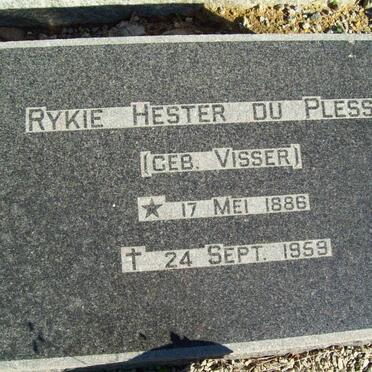 RYKIE HESTER DU PLESS
(GEB. VISSER)
★ 17 MEI 1886
✝ 24 SEPT. 1959